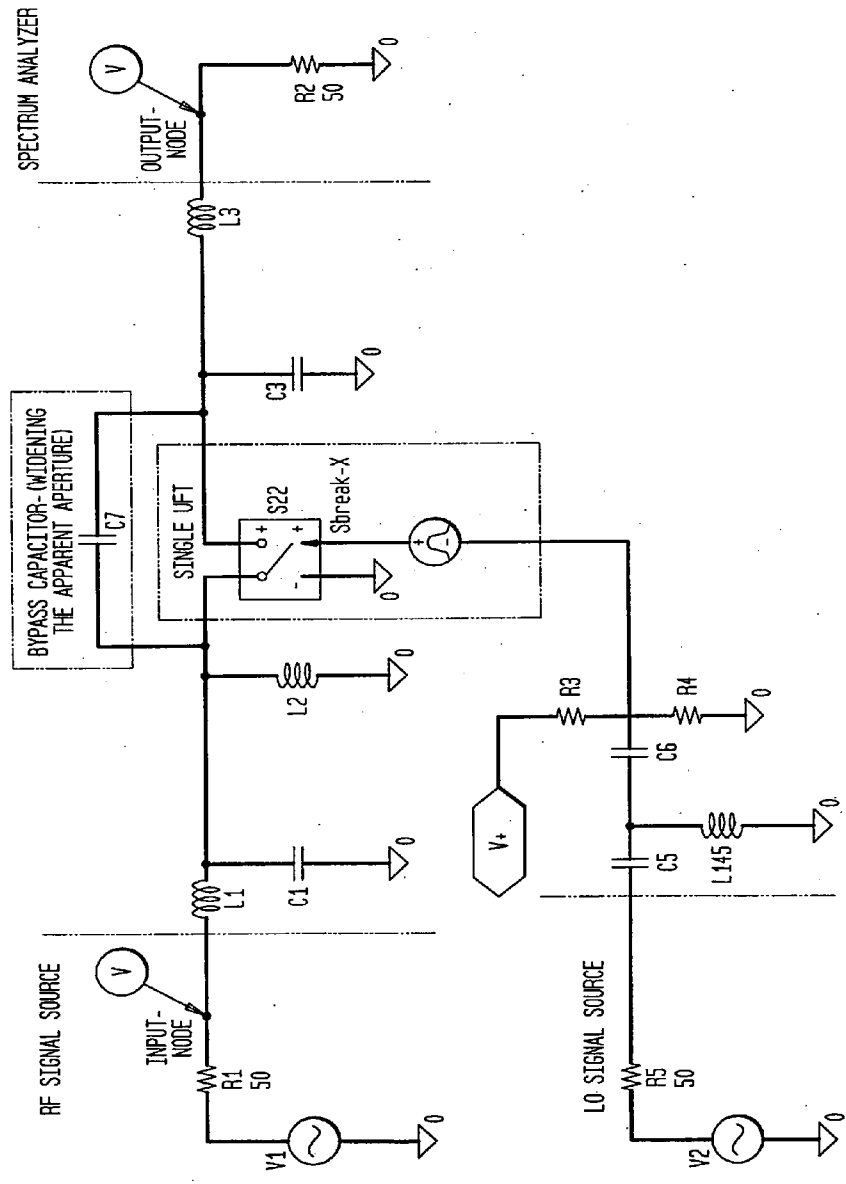 RF SIGNAL SOURCE
V
INPUT-
NODE
R1
50
V1
0
L1
C1
0
L2
0
BYPASS CAPACITOR-(WIDENING
THE APPARENT APERTURE)
C7
SINGLE UFT
S22
+
+
-
Sbreak-X
0
+
-
C3
0
L3
SPECTRUM ANALYZER
V
OUTPUT-
NODE
R2
50
0
LO SIGNAL SOURCE
V2
0
R5
50
C5
L145
0
C6
V+
R3
R4
0